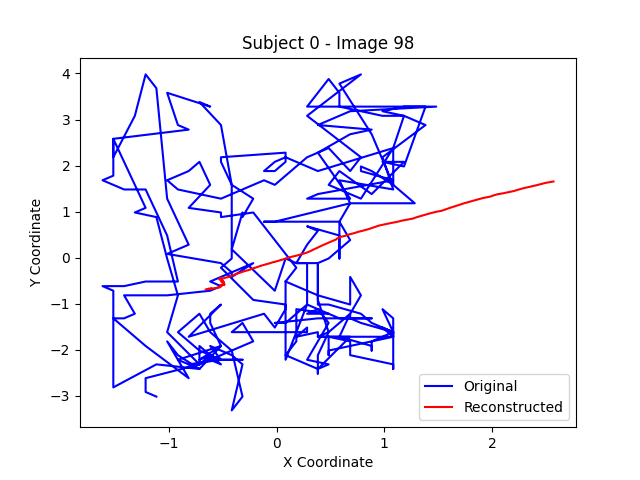 Subject 0 - Image 98
4
3
2
1
0
−1
−2
−3
Y Coordinate
−1
0
1
2
X Coordinate
Original
Reconstructed